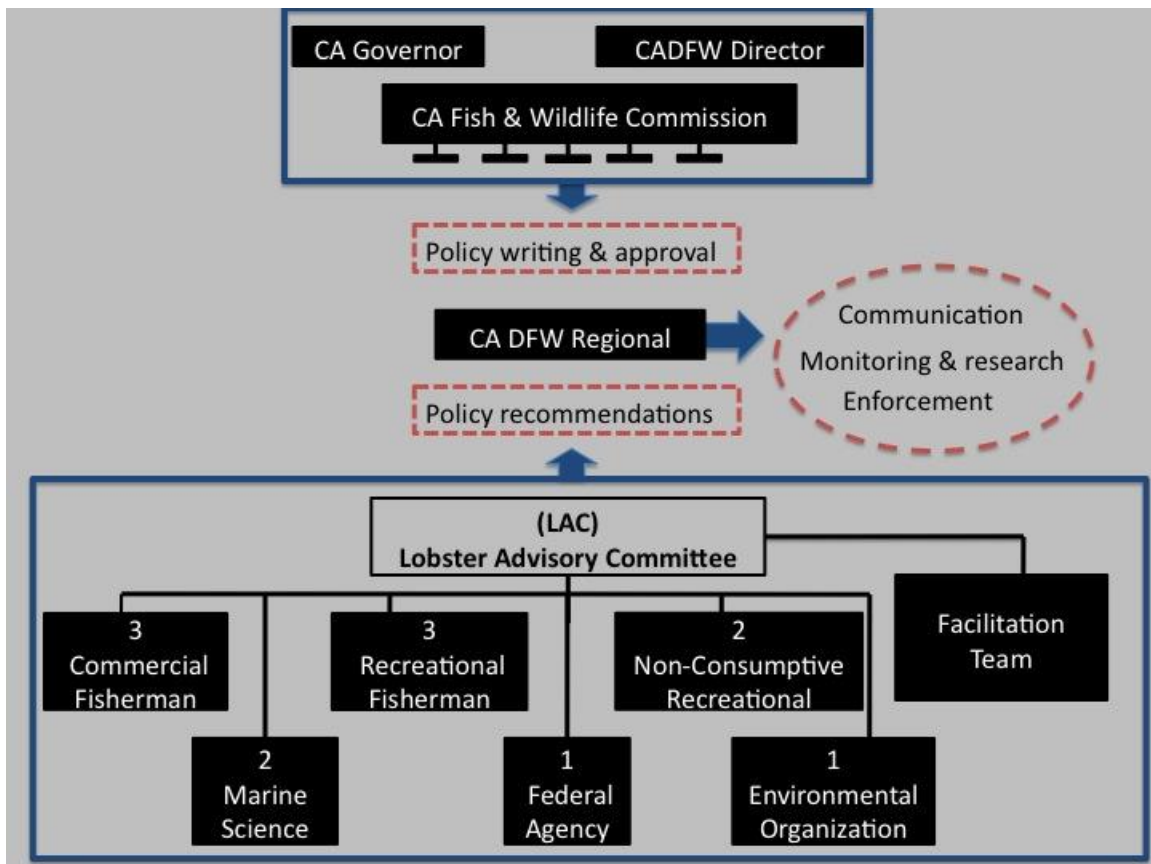 CA Governor
CADFW Director
CA Fish & Wildlife Commission
Policy writing & approval
CA DFW Regional
Communication
Monitoring & research
Enforcement
Policy recommendations
(LAC)
Lobster Advisory Committee
Facilitation
Team
3
Commercial
Fisherman
3
Recreational
Fisherman
2
Non-Consumptive
Recreational
2
Marine
Science
1
Federal
Agency
1
Environmental
Organization